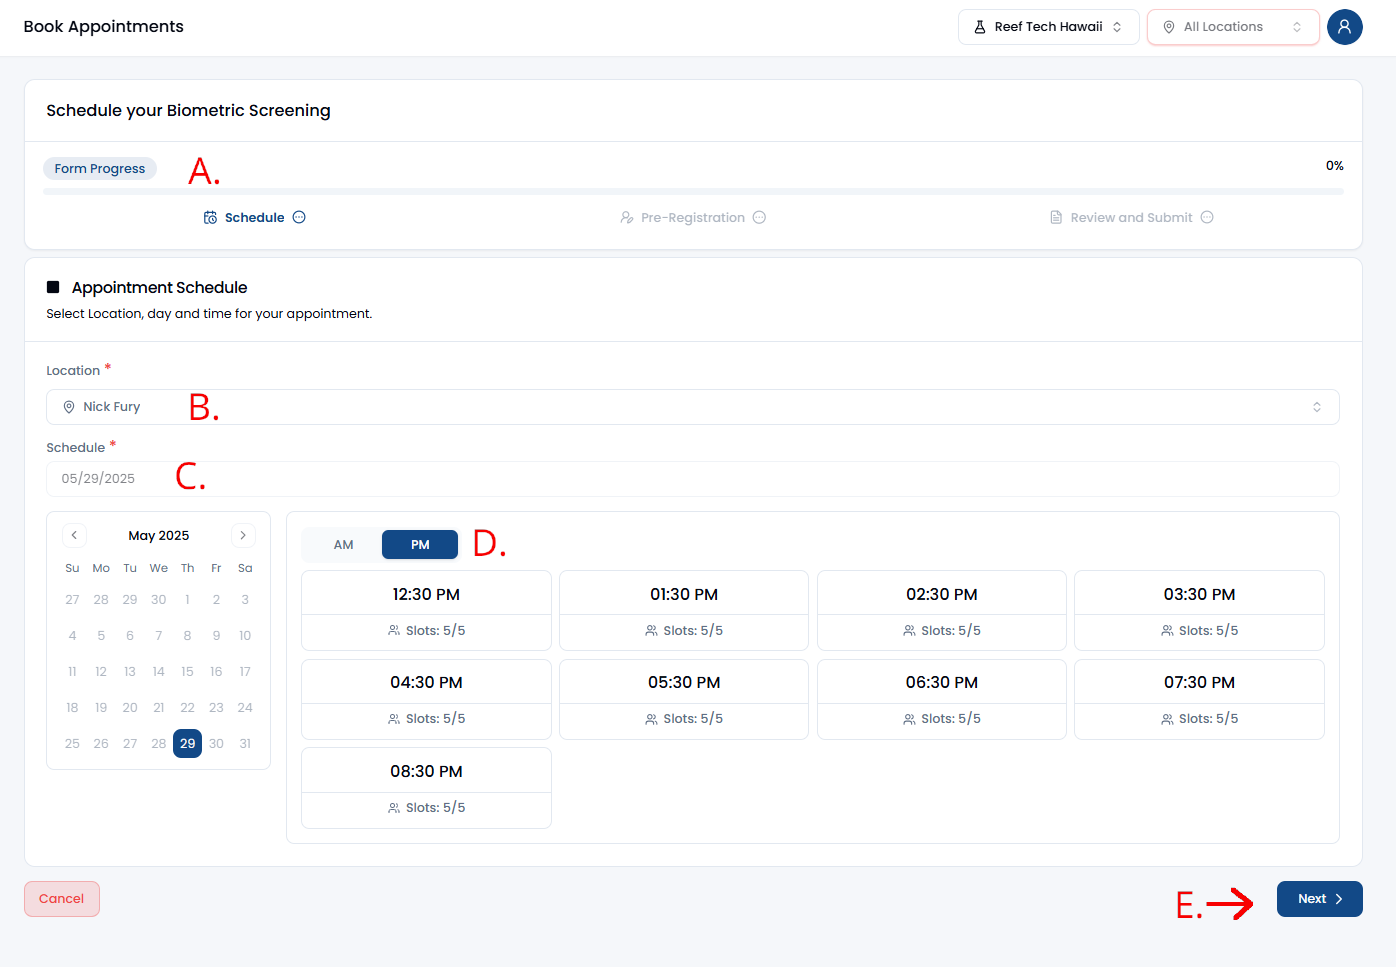 Book Appointments
Reef Tech Hawaii
All Locations
Schedule your Biometric Screening
Form Progress
A.
0%
Schedule
Pre-Registration
Review and Submit
Appointment Schedule
Select Location, day and time for your appointment.
Location *
Nick Fury
B.
Schedule *
05/29/2025
C.
May 2025
Su Mo Tu We Th Fr Sa
27 28 29 30 1 2 3
4 5 6 7 8 9 10
11 12 13 14 15 16 17
18 19 20 21 22 23 24
25 26 27 28 29 30 31
AM PM
D.
12:30 PM 01:30 PM 02:30 PM 03:30 PM
Slots: 5/5 Slots: 5/5 Slots: 5/5 Slots: 5/5
04:30 PM 05:30 PM 06:30 PM 07:30 PM
Slots: 5/5 Slots: 5/5 Slots: 5/5 Slots: 5/5
08:30 PM
Slots: 5/5
Cancel
E.
Next